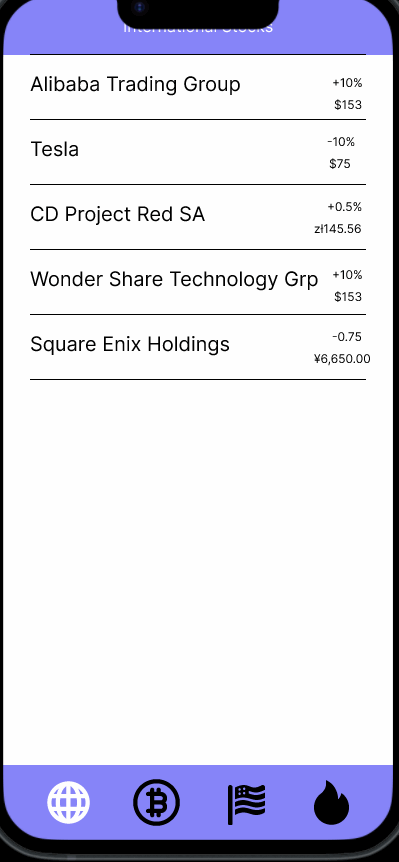 International Stocks
Alibaba Trading Group
+10%
$153
Tesla
-10%
$75
CD Project Red SA
+0.5%
zł145.56
Wonder Share Technology Grp
+10%
$153
Square Enix Holdings
-0.75
¥6,650.00